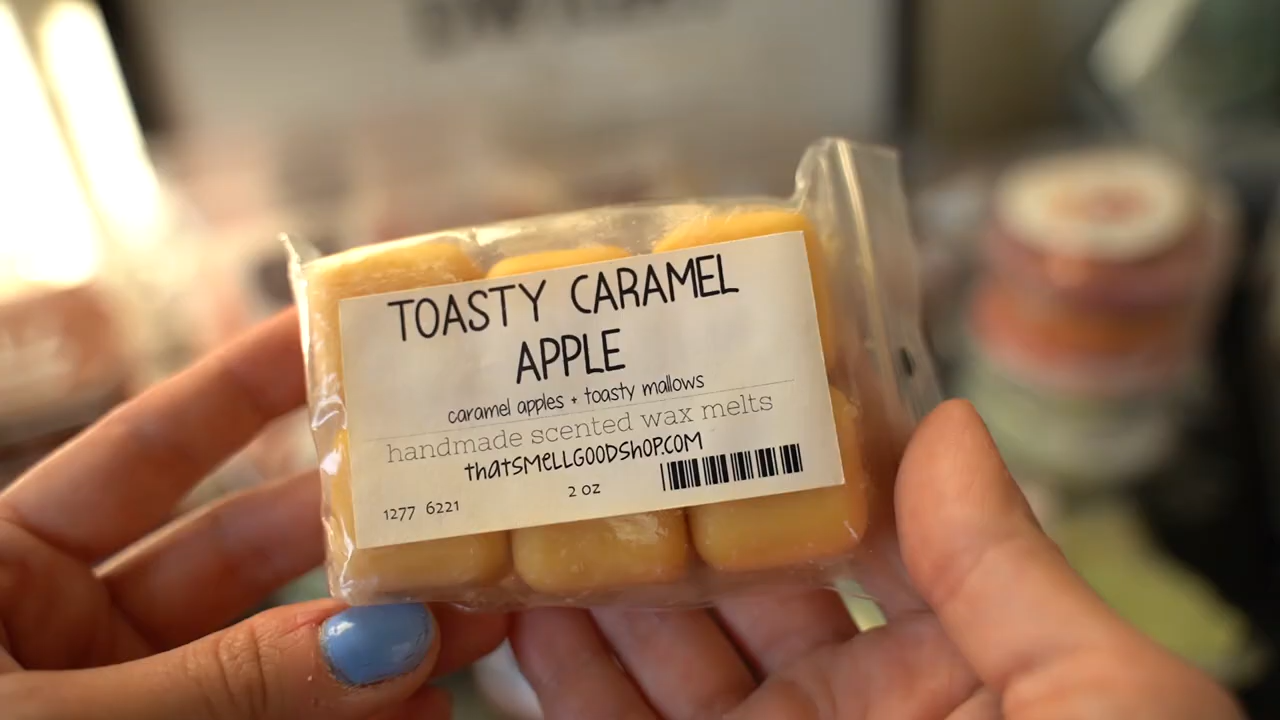 TOASTY CARAMEL
APPLE
caramel apples + toasty mallows
handmade scented wax melts
thatsmellgoodshop.com
2 oz
1277 6221